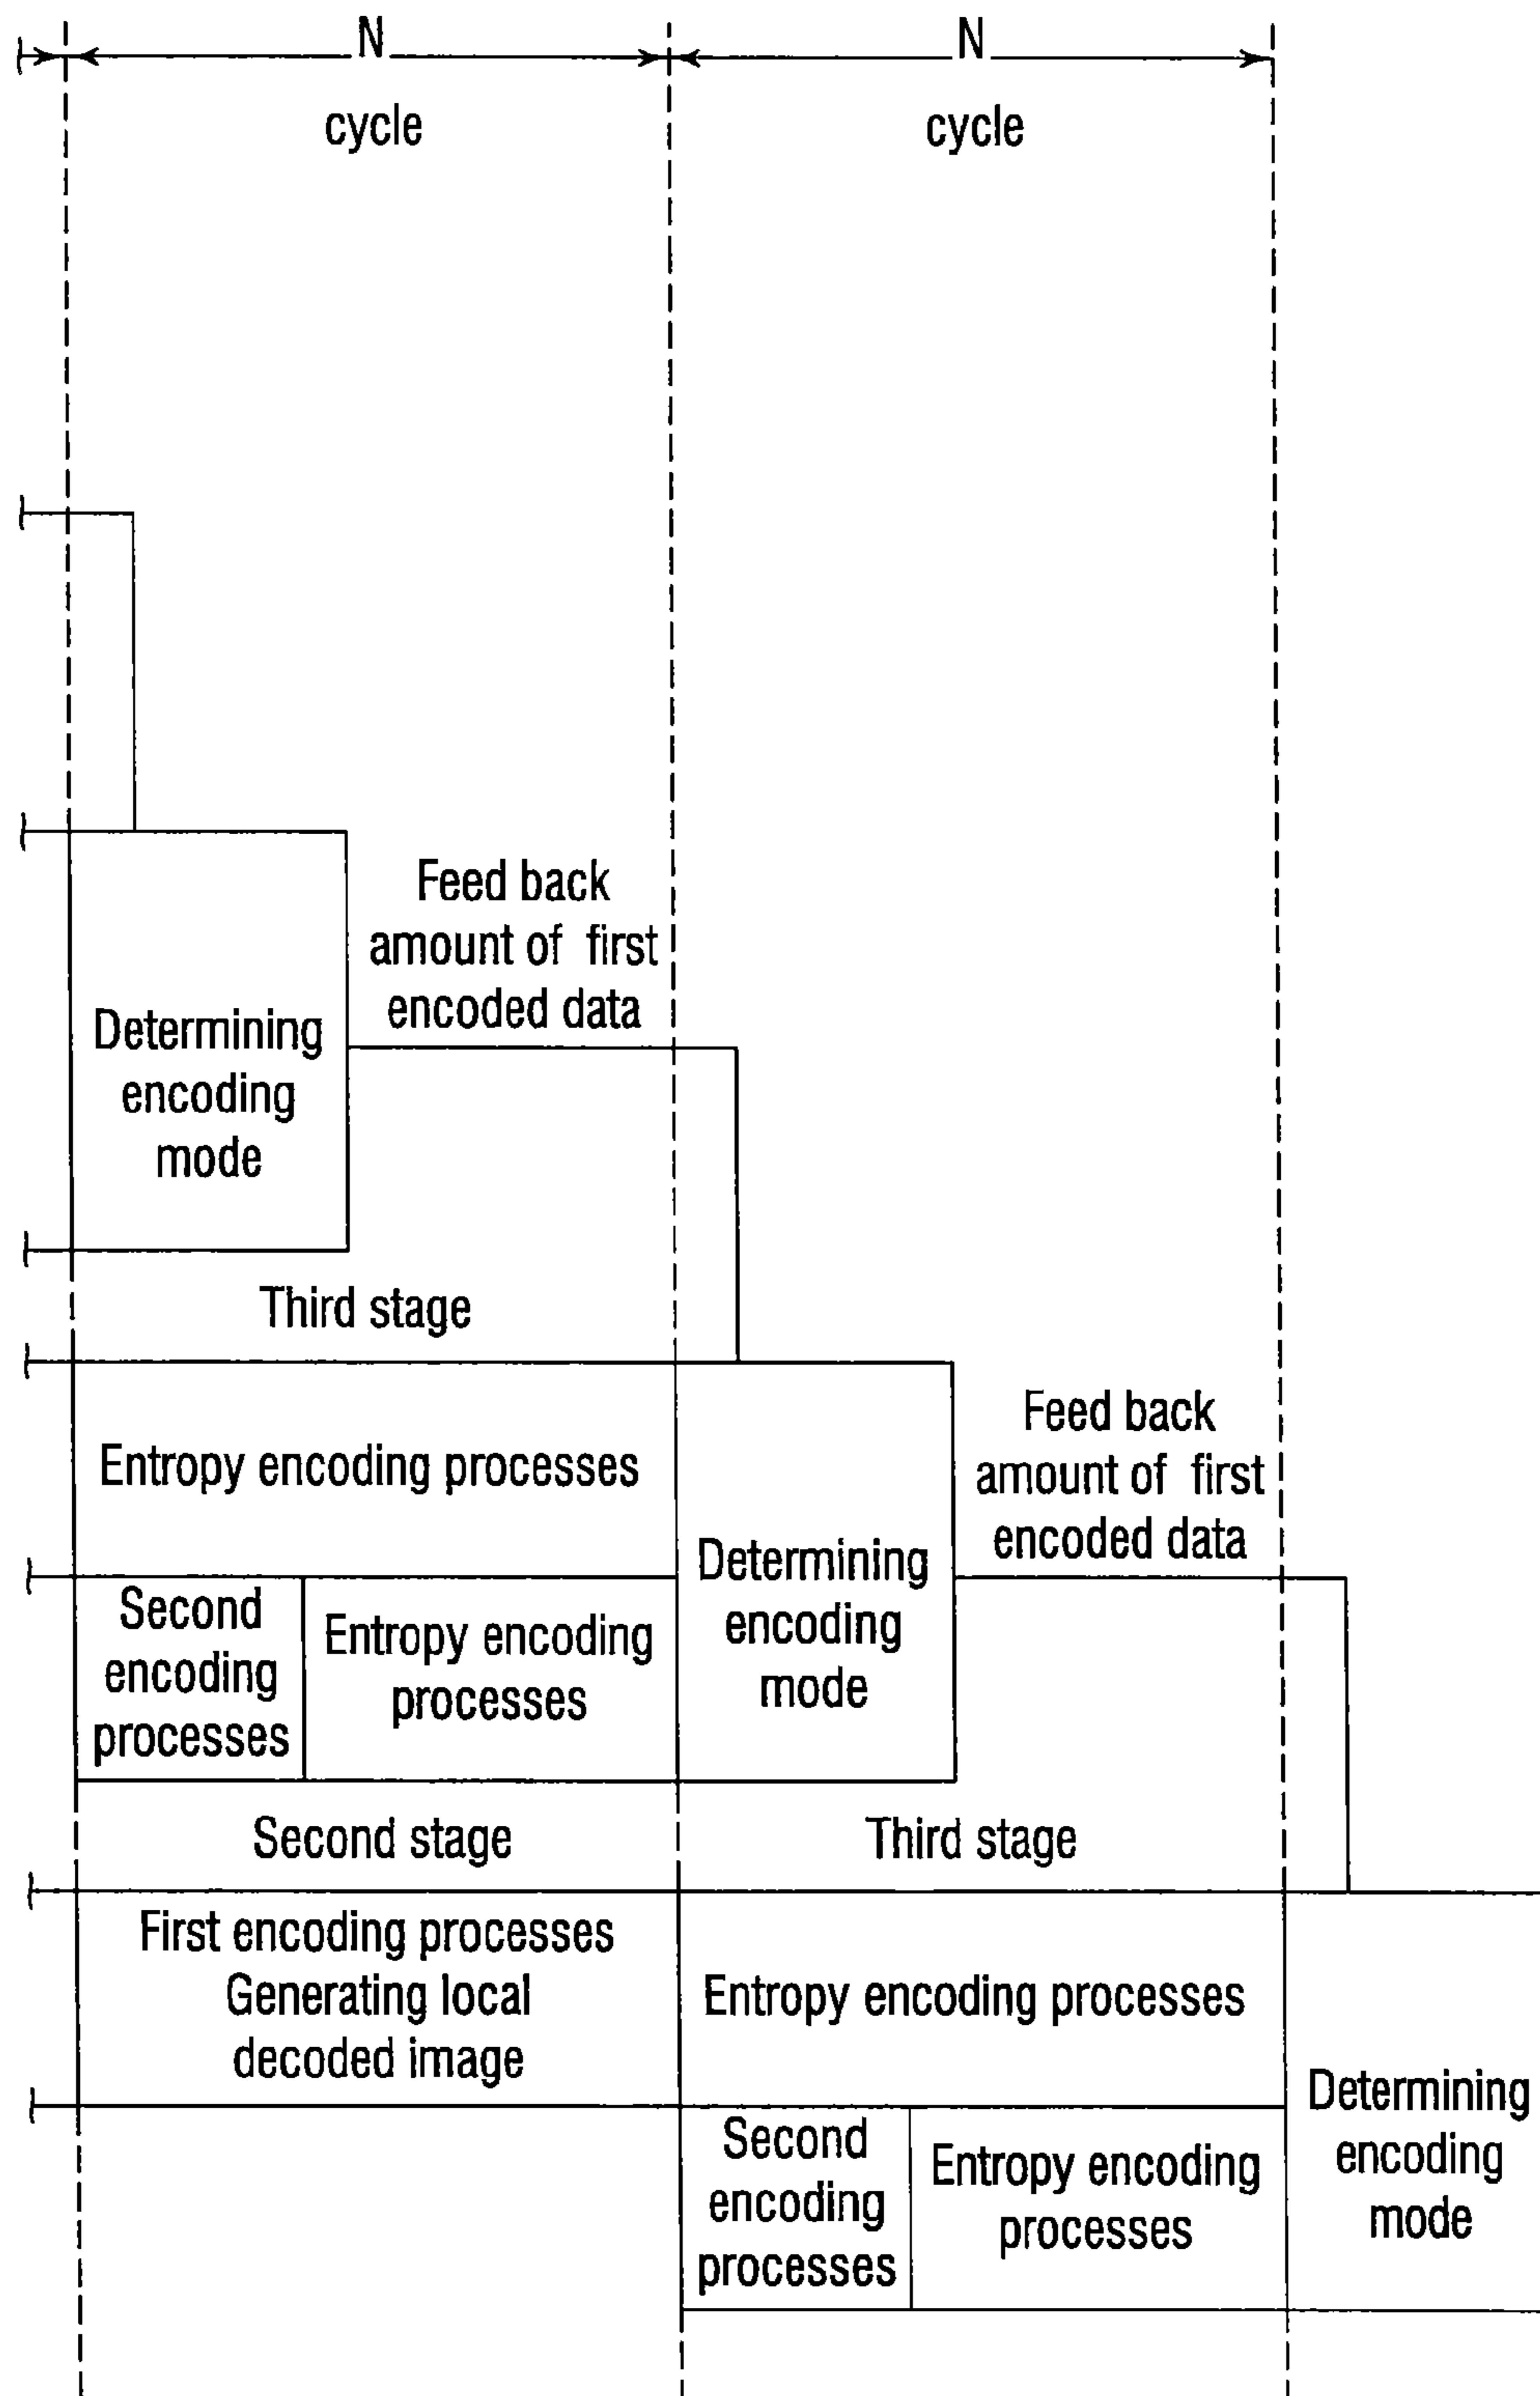 N
N
cycle
cycle
Feed back
amount of first
encoded data
Determining
encoding
mode
Third stage
Entropy encoding processes
Feed back
amount of first
encoded data
Determining
encoding
mode
Second
encoding
processes
Entropy encoding
processes
Second stage
Third stage
First encoding processes
Generating local
decoded image
Entropy encoding processes
Determining
encoding
mode
Second
encoding
processes
Entropy encoding
processes